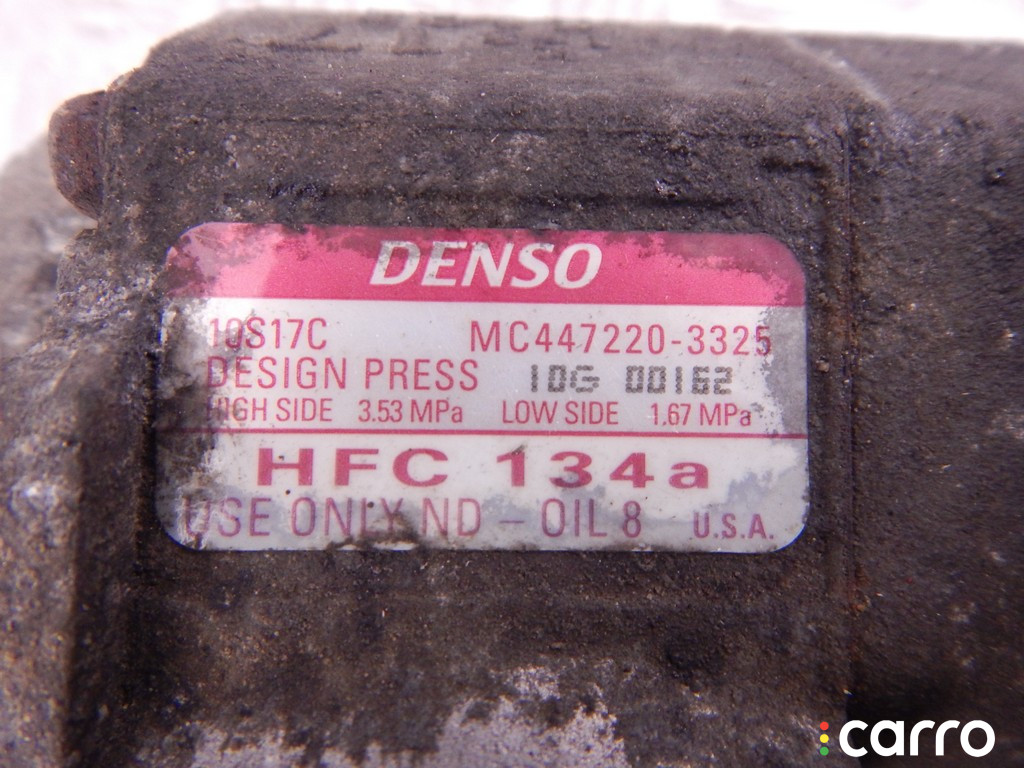 DENSO
10S17C MC447220-3325
DESIGN PRESS 10G 00162
HIGH SIDE 3.53 MPa LOW SIDE 1.67 MPa
HFC 134a
USE ONLY ND - OIL 8 U.S.A.
carro